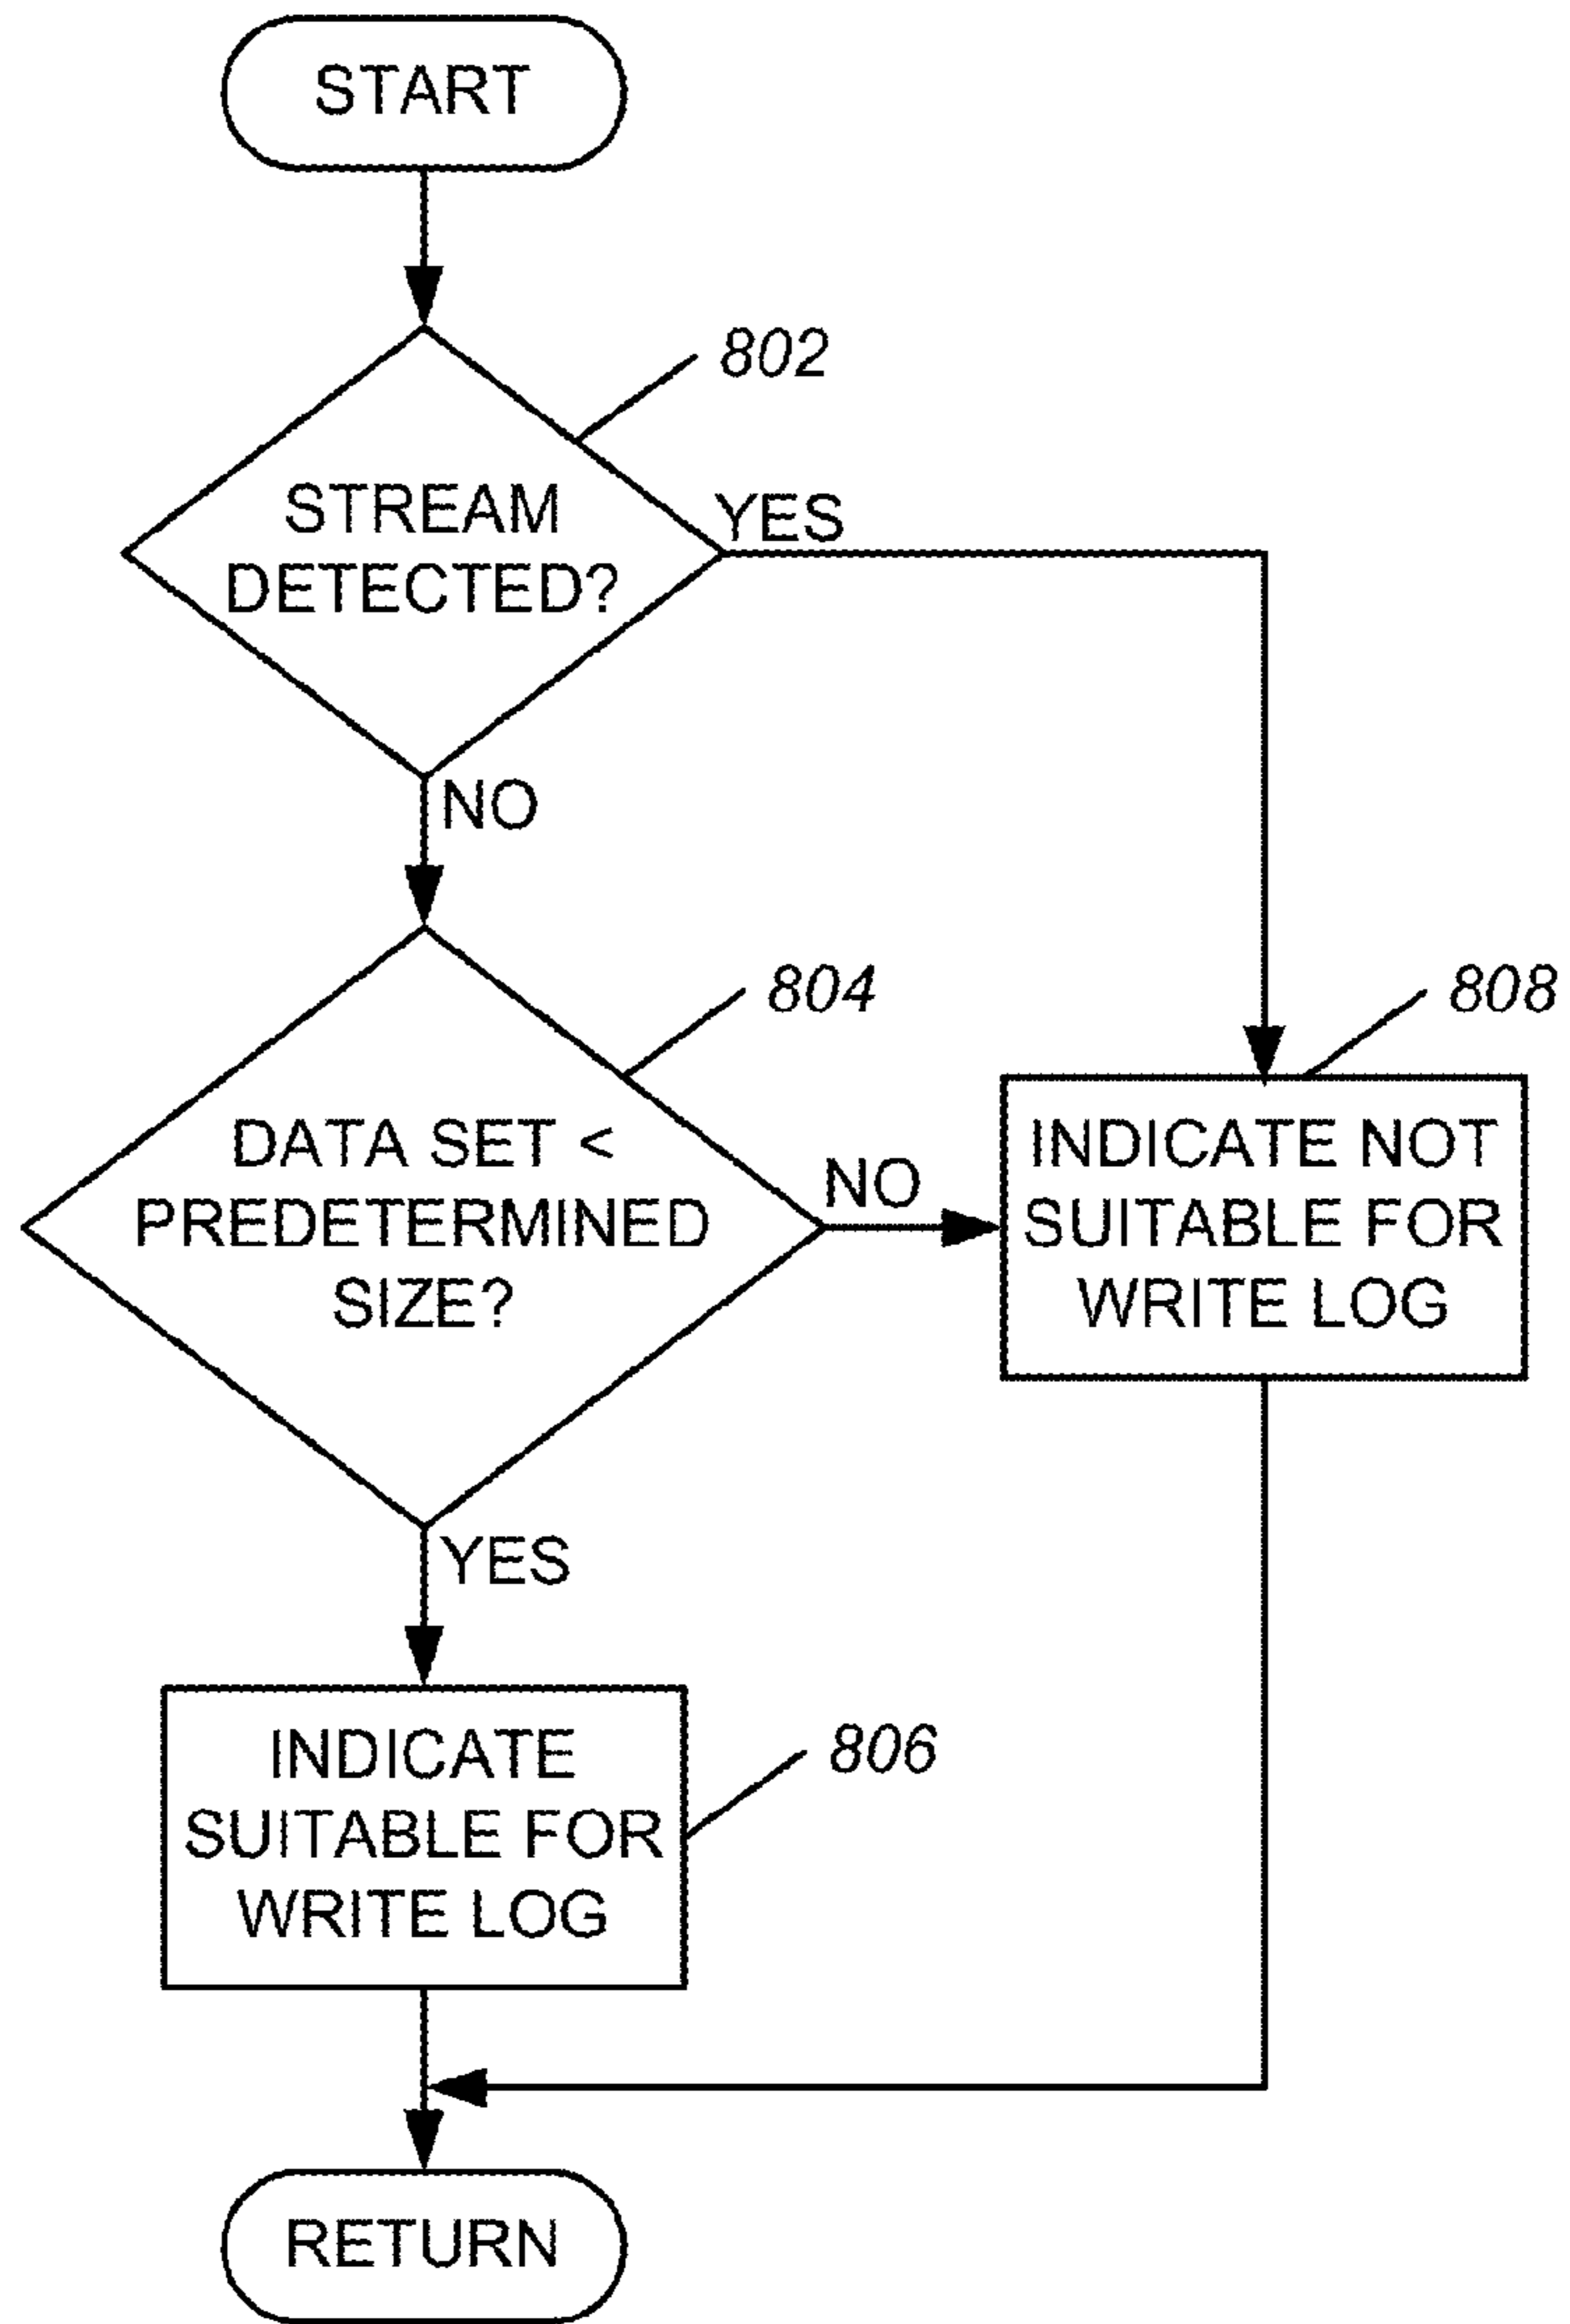 START
802
STREAM
DETECTED?
YES
NO
804
DATA SET <
PREDETERMINED
SIZE?
NO
YES
808
INDICATE NOT
SUITABLE FOR
WRITE LOG
INDICATE
SUITABLE FOR
WRITE LOG
806
RETURN